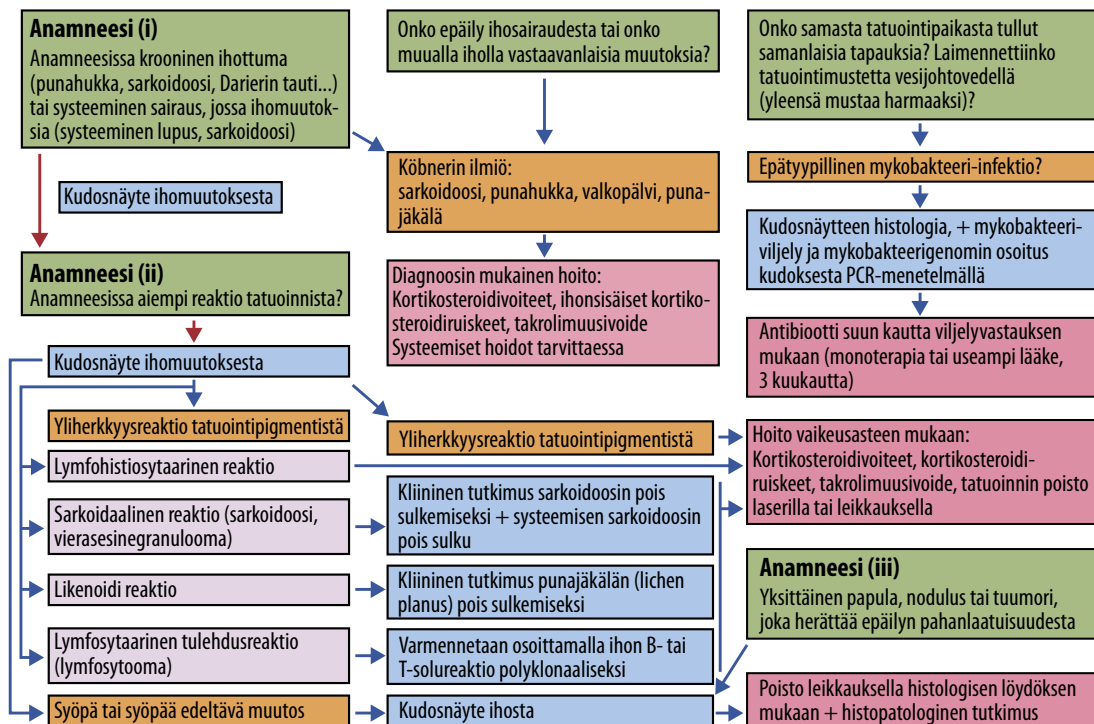 Anamneesi (i)
Anamneesissa krooninen ihottuma
(punahukka, sarkoidoosi, Darierin tauti...)
tai systeeminen sairaus, jossa ihomuutok-
sia (systeeminen lupus, sarkoidoosi)
Kudosnäyte ihomuutoksesta
Anamneesi (ii)
Anamneesissa aiempi reaktio tatuoinnista?
Kudosnäyte ihomuutoksesta
Yliherkkyysreaktio tatuointipigmentistä
Lymfohistiosytaarinen reaktio
Sarkoidaalinen reaktio (sarkoidoosi,
vierasesinegranulooma)
Likenoidi reaktio
Lymfosytaarinen tulehdusreaktio
(lymfosytooma)
Syöpä tai syöpää edeltävä muutos
Onko epäily ihosairaudesta tai onko
muualla iholla vastaavanlaisia muutoksia?
Köbnerin ilmiö:
sarkoidoosi, punahukka, valkopälvi, puna-
jäkälä
Diagnoosin mukainen hoito:
Kortikosteroidivoiteet, ihonsisäiset kortiko-
steroidiruiskeet, takrolimuusivoide
Systeemiset hoidot tarvittaessa
Yliherkkyysreaktio tatuointipigmentistä
Kliininen tutkimus sarkoidoosin pois
sulkemiseksi + systeemisen sarkoidoosin
pois sulku
Kliininen tutkimus punajäkälän (lichen
planus) pois sulkemiseksi
Varmennetaan osoittamalla ihon B- tai
T-solureaktio polyklonaaliseksi
Kudosnäyte ihosta
Onko samasta tatuointipaikasta tullut
samanlaisia tapauksia? Laimennettiinko
tatuointimustetta vesijohtovedellä
(yleensä mustaa harmaaksi)?
Epätyypillinen mykobakteeri-infektio?
Kudosnäytteen histologia, + mykobakteeri-
viljely ja mykobakteerigenomin osoitus
kudoksesta PCR-menetelmällä
Antibiootti suun kautta viljelyvastauksen
mukaan (monoterapia tai useampi lääke,
3 kuukautta)
Hoito vaikeusasteen mukaan:
Kortikosteroidivoiteet, kortikosteroidi-
ruiskeet, takrolimuusivoide, tatuoinnin poisto
laserilla tai leikkauksella
Anamneesi (iii)
Yksittäinen papula, nodulus tai tuumori,
joka herättää epäilyn pahanlaatuisuudesta
Poisto leikkauksella histologisen löydöksen
mukaan + histopatologinen tutkimus